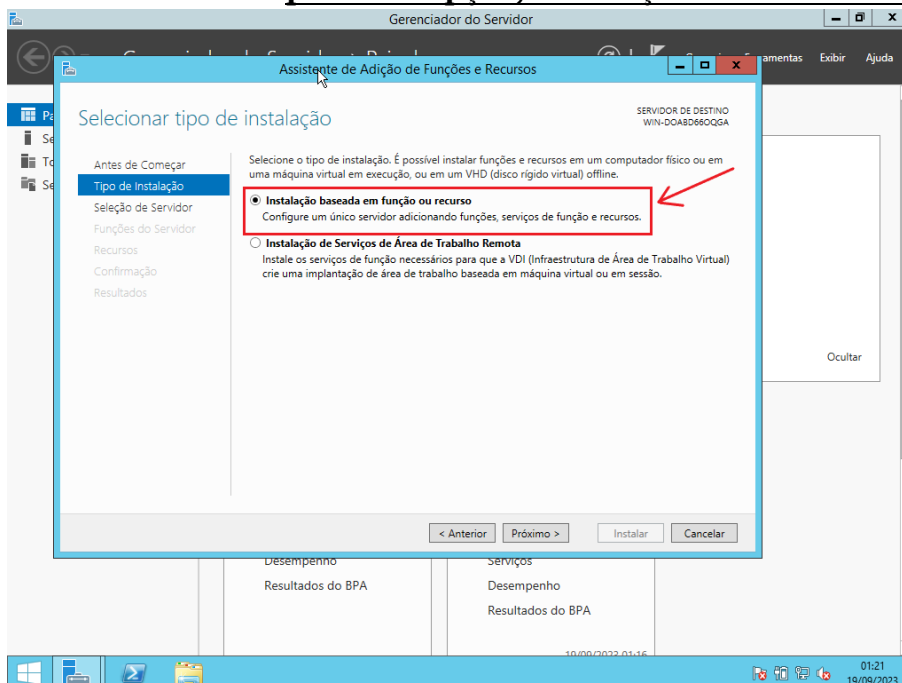 Gerenciador do Servidor
Assistente de Adição de Funções e Recursos
amentas Exibir Ajuda
Selecionar tipo de instalação
SERVIDOR DE DESTINO
WIN-DOABD66OQGA
Antes de Começar
Tipo de Instalação
Seleção de Servidor
Funções do Servidor
Recursos
Confirmação
Resultados
Selecione o tipo de instalação. É possível instalar funções e recursos em um computador físico ou em
uma máquina virtual em execução, ou em um VHD (disco rígido virtual) offline.
Instalação baseada em função ou recurso
Configure um único servidor adicionando funções, serviços de função e recursos.
Instalação de Serviços de Área de Trabalho Remota
Instale os serviços de função necessários para que a VDI (Infraestrutura de Área de Trabalho Virtual)
crie uma implantação de área de trabalho baseada em máquina virtual ou em sessão.
Ocultar
< Anterior Próximo > Instalar Cancelar
Desempenho
Resultados do BPA
Serviços
Desempenho
Resultados do BPA
19/09/2023 01:16
01:21
19/09/2023